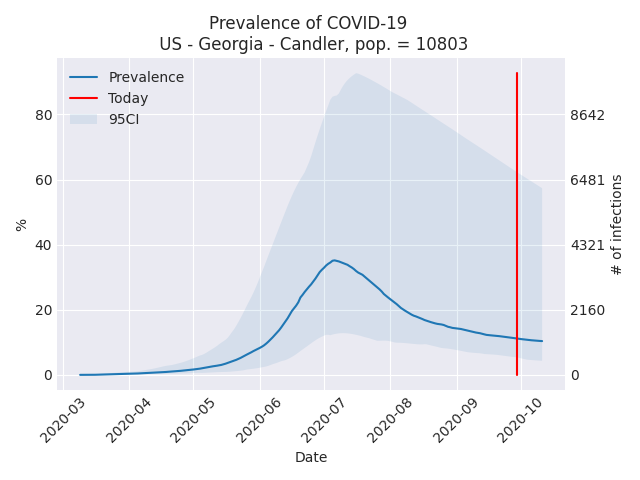 Prevalence of COVID-19
US - Georgia - Candler, pop. = 10803
Prevalence
Today
95CI
80
60
40
20
0
%
8642
6481
4321
2160
0
# of infections
2020-03
2020-04
2020-05
2020-06
2020-07
2020-08
2020-09
2020-10
Date